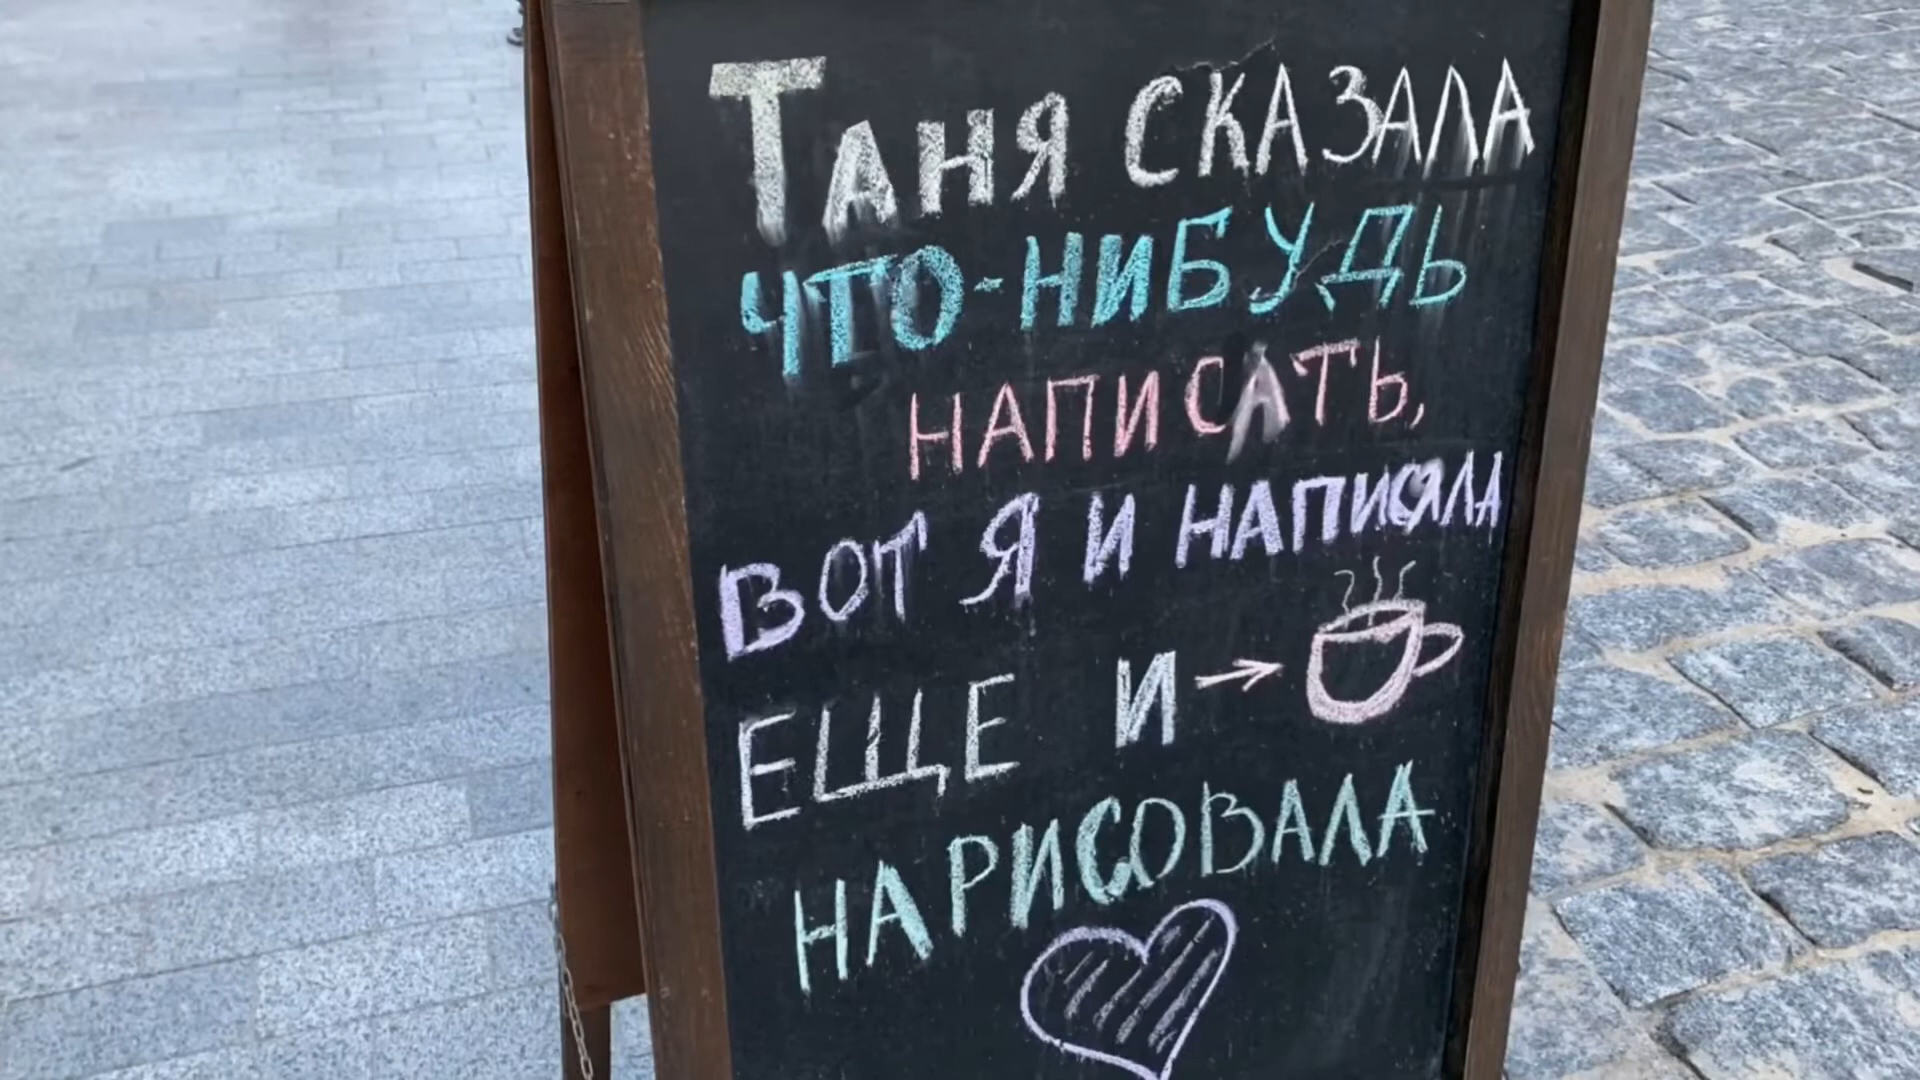 Таня сказала
что-нибудь
написать,
вот я и написала
еще и →
нарисовала